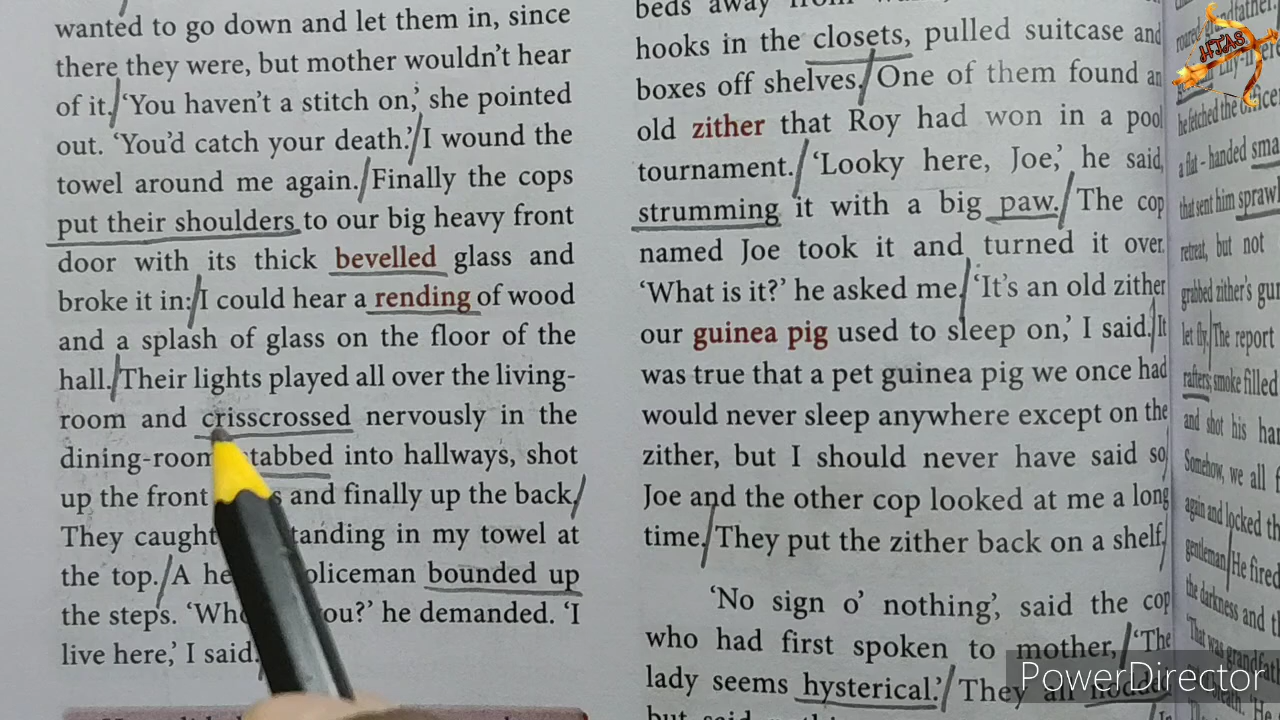 wanted to go down and let them in, since
there they were, but mother wouldn't hear
of it. 'You haven't a stitch on,' she pointed
out. 'You'd catch your death.' I wound the
towel around me again. Finally the cops
put their shoulders to our big heavy front
door with its thick bevelled glass and
broke it in: I could hear a rending of wood
and a splash of glass on the floor of the
hall. Their lights played all over the living-
room and crisscrossed nervously in the
dining-room, stabbed into hallways, shot
up the front and finally up the back.
They caught standing in my towel at
the top. A policeman bounded up
the steps. 'Who you?' he demanded. 'I
live here,' I said.
beds away from
hooks in the closets, pulled suitcase and
boxes off shelves. One of them found an
old zither that Roy had won in a pool
tournament. 'Looky here, Joe,' he said,
strumming it with a big paw. The cop
named Joe took it and turned it over.
'What is it?' he asked me. 'It's an old zither
our guinea pig used to sleep on,' I said. It
was true that a pet guinea pig we once had
would never sleep anywhere except on the
zither, but I should never have said so.
Joe and the other cop looked at me a long
time. They put the zither back on a shelf.
'No sign o' nothing', said the cop
who had first spoken to mother, 'The
lady seems hysterical.' They all nodded
but said
roared grandfather.
he fetched the officer
a flat - handed sma
that sent him sprawl
retreat, but not
grabbed zither's gun
let fly. The report
rafters; smoke filled
and shot his han
Somehow, we all f
again and locked th
gentleman. He fired
the darkness and th
'That was grandfath
HTAS
PowerDirector